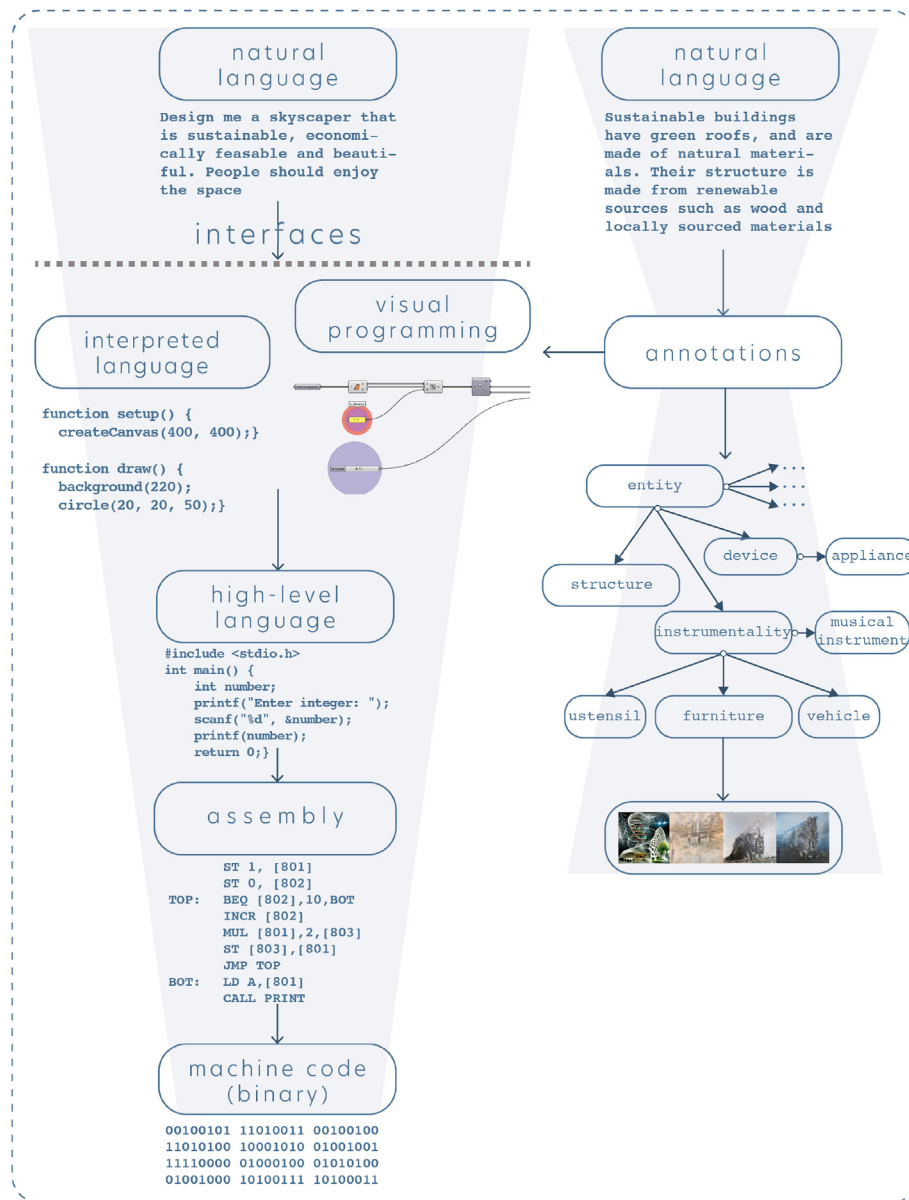 natural
language
Design me a skyscaper that
is sustainable, economi-
cally feasable and beauti-
ful. People should enjoy
the space
interfaces
visual
programming
interpreted
language
function setup() {
createCanvas(400, 400);}
function draw() {
background(220);
circle(20, 20, 50);}
high-level
language
#include <stdio.h>
int main() {
int number;
printf("Enter integer: ");
scanf("%d", &number);
printf(number);
return 0;}
assembly
ST 1, [801]
ST 0, [802]
TOP: BEQ [802],10,BOT
INCR [802]
MUL [801],2,[803]
ST [803],[801]
JMP TOP
BOT: LD A,[801]
CALL PRINT
machine code
(binary)
00100101 11010011 00100100
11010100 10001010 01001001
11110000 01000100 01010100
01001000 10100111 10100011
natural
language
Sustainable buildings
have green roofs, and are
made of natural materi-
als. Their structure is
made from renewable
sources such as wood and
locally sourced materials
annotations
entity
...
...
...
device
appliance
structure
instrumentality
musical
instrument
ustensil
furniture
vehicle